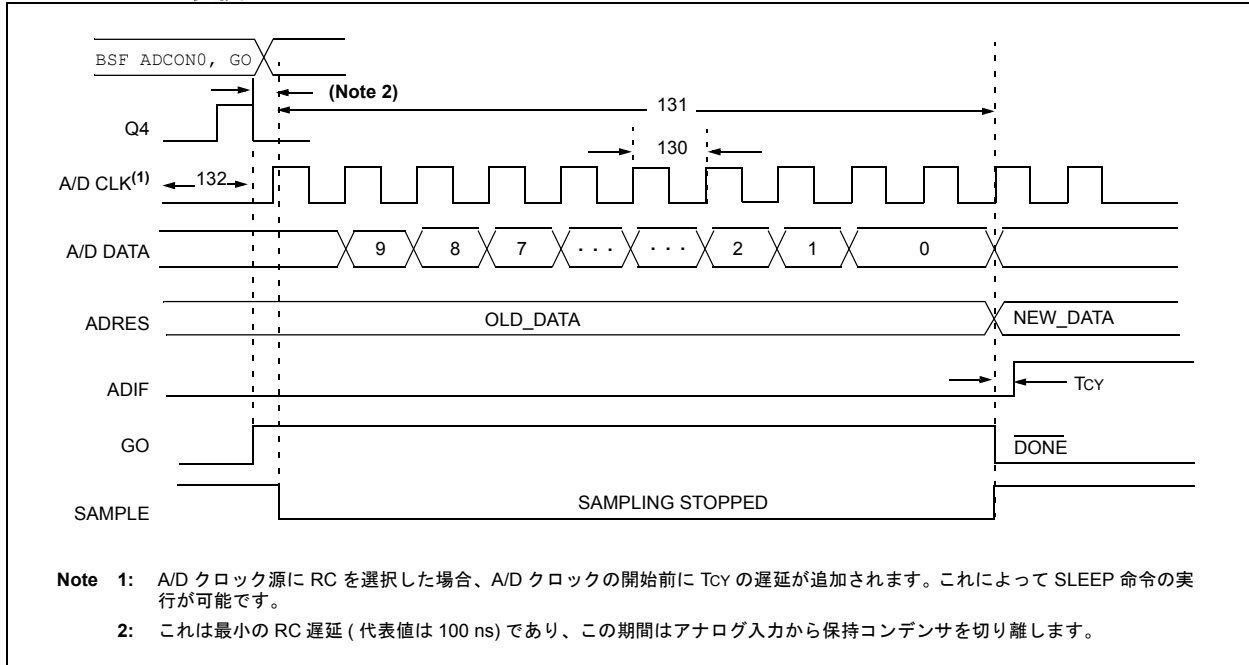 BSF ADCON0, GO
(Note 2)
131
Q4
130
A/D CLK(1)
132
A/D DATA
9 8 7 · · · · · · 2 1 0
ADRES
OLD_DATA
NEW_DATA
ADIF
TCY
GO
DONE
SAMPLE
SAMPLING STOPPED
Note 1: A/D クロック源に RC を選択した場合、A/D クロックの開始前に TCY の遅延が追加されます。これによって SLEEP 命令の実
行が可能です。
2: これは最小の RC 遅延 ( 代表値は 100 ns) であり、この期間はアナログ入力から保持コンデンサを切り離します。